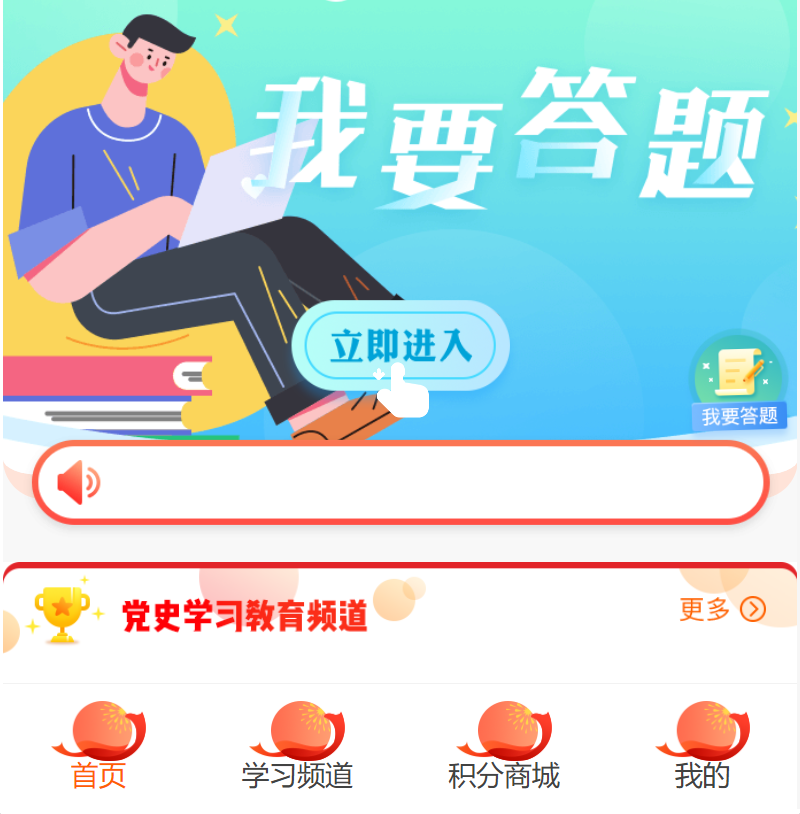 我要答题
立即进入
我要答题
党史学习教育频道
更多
首页
学习频道
积分商城
我的